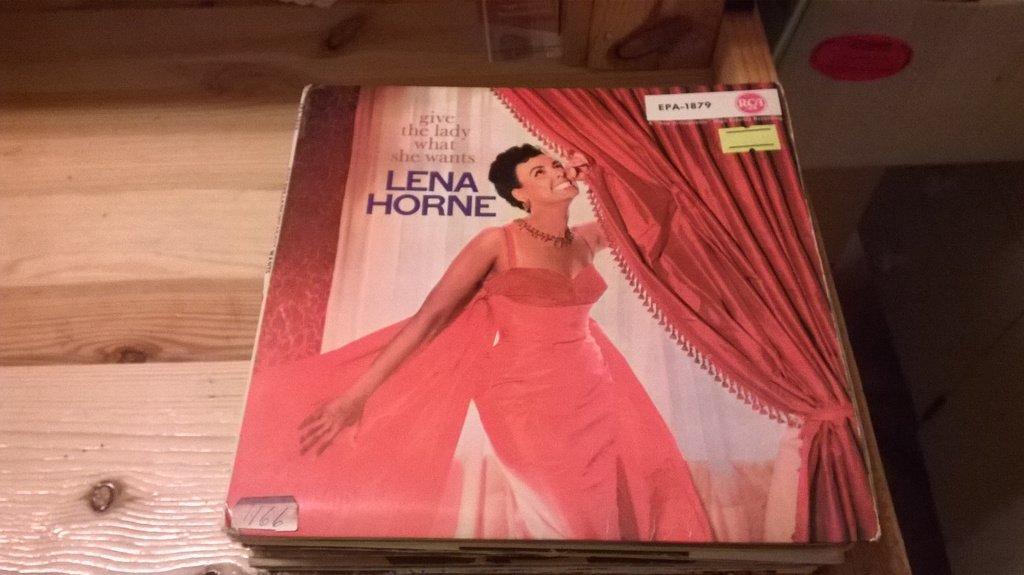 give
the lady
what
she wants
LENA
HORNE
EPA-1879
RCA
1166